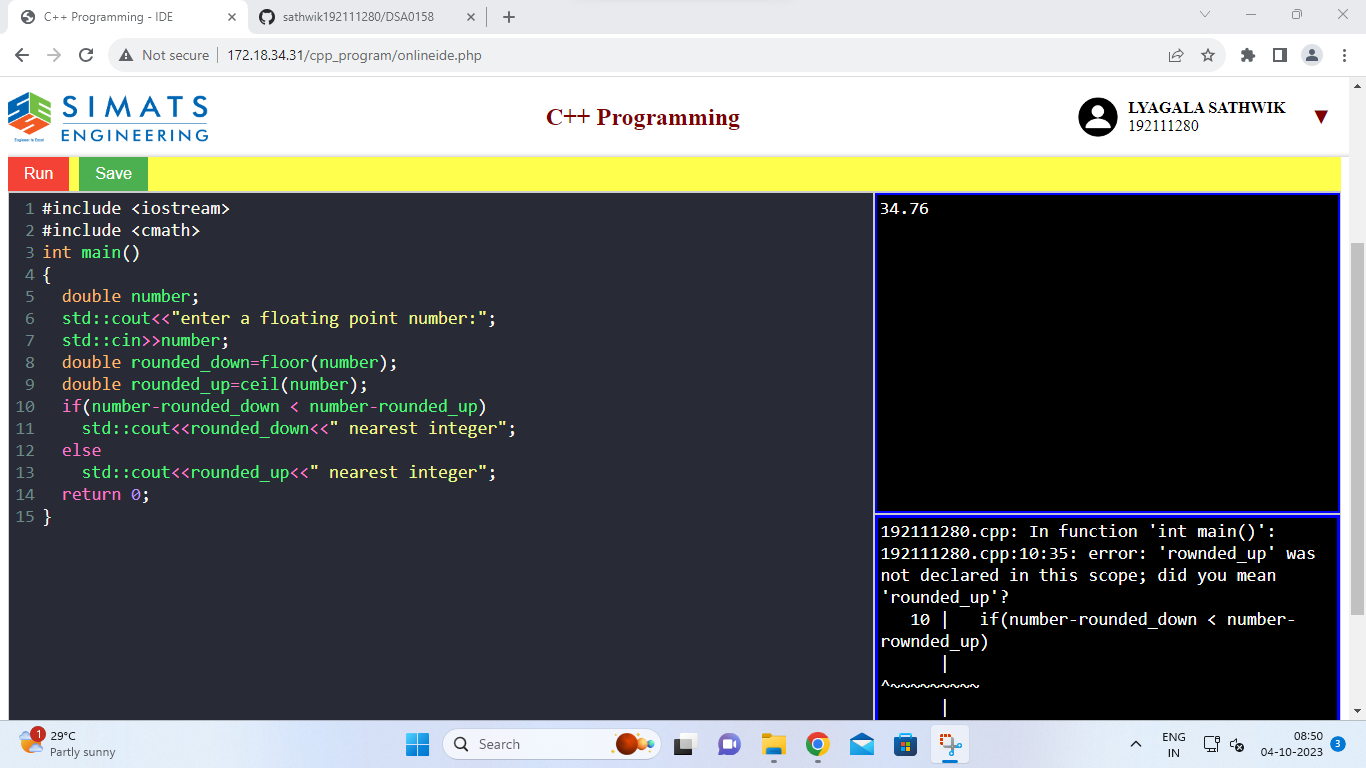 C++ Programming - IDE
sathwik192111280/DSA0158
Not secure
172.18.34.31/cpp_program/onlineide.php
SIMATS
ENGINEERING
Engineer to Excel
C++ Programming
LYAGALA SATHWIK
192111280
Run
Save
1 #include <iostream>
2 #include <cmath>
3 int main()
4 {
5   double number;
6   std::cout<<"enter a floating point number:";
7   std::cin>>number;
8   double rounded_down=floor(number);
9   double rounded_up=ceil(number);
10   if(number-rounded_down < number-rounded_up)
11     std::cout<<rounded_down<<" nearest integer";
12   else
13     std::cout<<rounded_up<<" nearest integer";
14   return 0;
15 }
34.76
192111280.cpp: In function 'int main()':
192111280.cpp:10:35: error: 'rownded_up' was
not declared in this scope; did you mean
'rounded_up'?
   10 |   if(number-rounded_down < number-
rownded_up)
      |
^~~~~~~~~~
      |
1
29°C
Partly sunny
Search
ENG
IN
08:50
04-10-2023
3